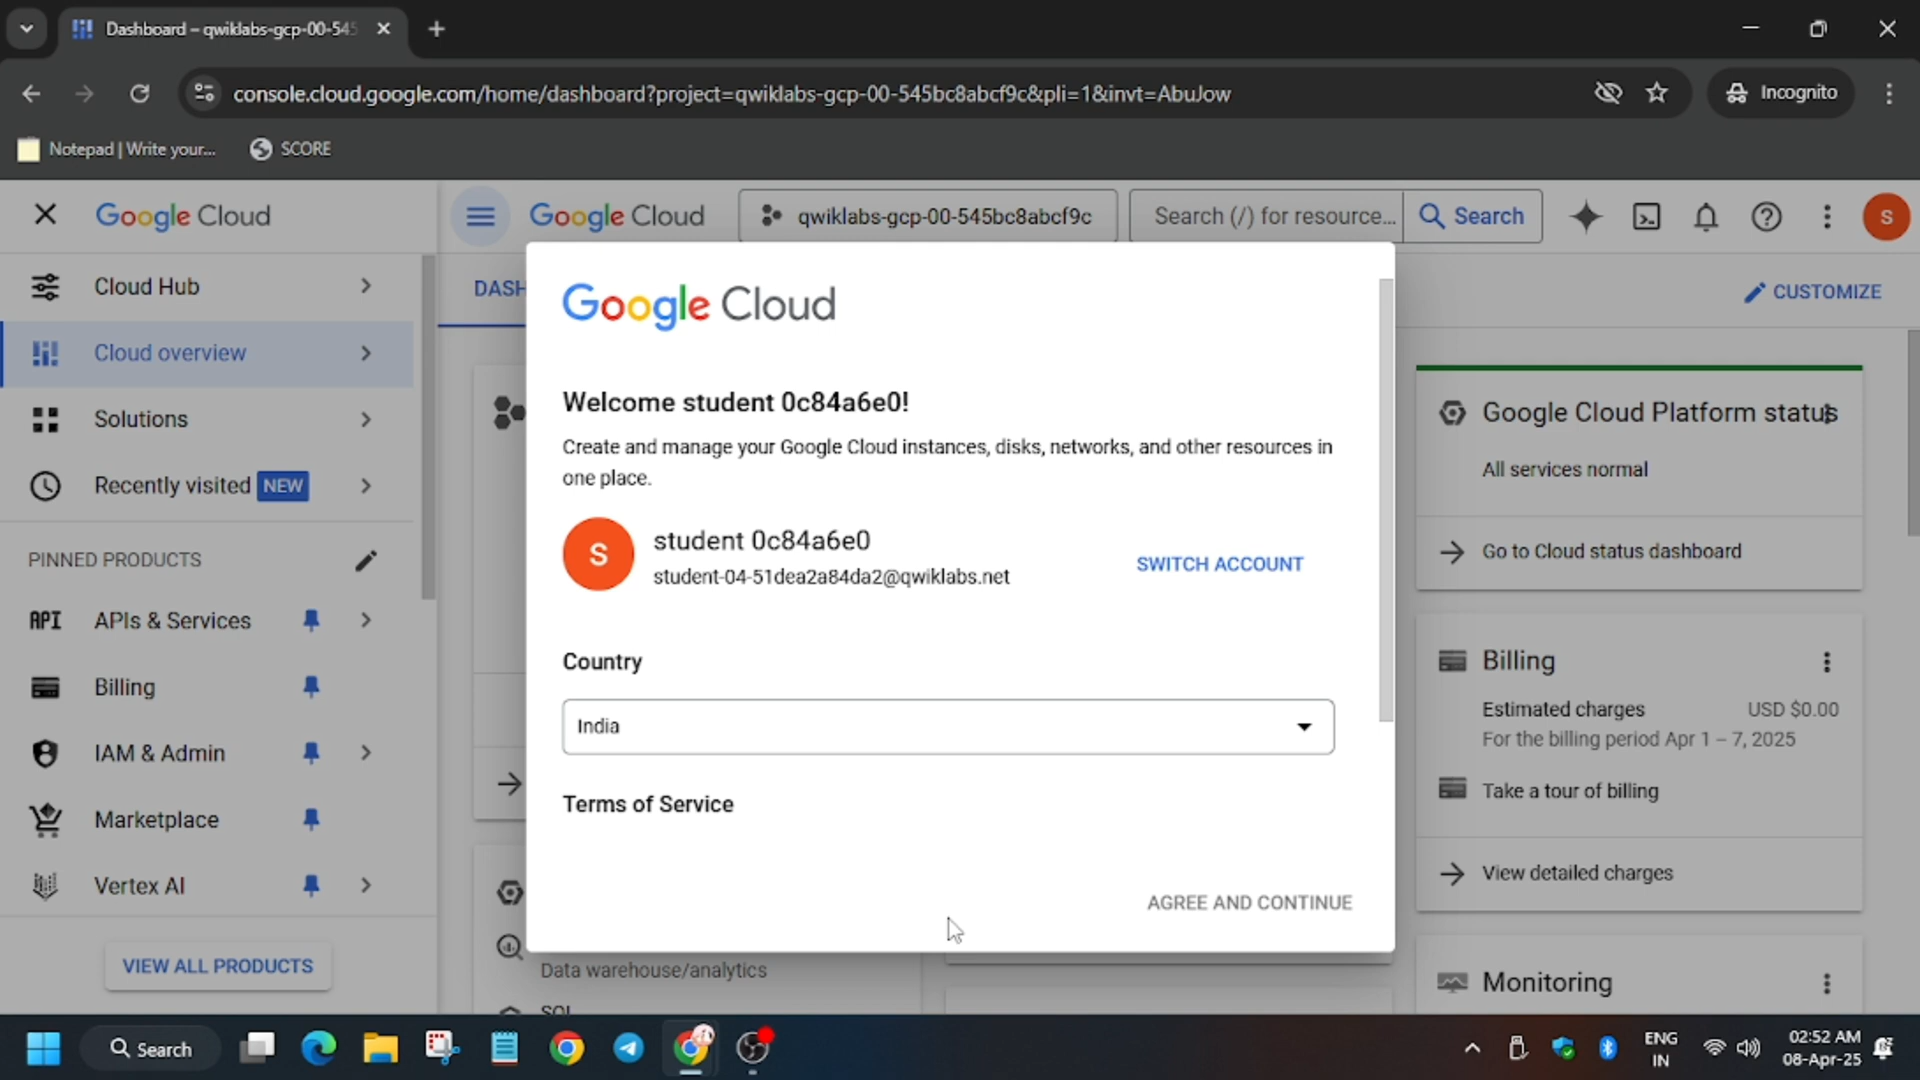 Dashboard – qwiklabs-gcp-00-545
console.cloud.google.com/home/dashboard?project=qwiklabs-gcp-00-545bc8abcf9c&pli=1&invt=AbuJow
Incognito
Notepad | Write your...
SCORE
Google Cloud
Google Cloud
qwiklabs-gcp-00-545bc8abcf9c
Search (/) for resource...
Search
S
Cloud Hub
Cloud overview
Solutions
Recently visited NEW
PINNED PRODUCTS
API APIs & Services
Billing
IAM & Admin
Marketplace
Vertex AI
VIEW ALL PRODUCTS
DASH
CUSTOMIZE
Google Cloud
Welcome student 0c84a6e0!
Create and manage your Google Cloud instances, disks, networks, and other resources in
one place.
S
student 0c84a6e0
student-04-51dea2a84da2@qwiklabs.net
SWITCH ACCOUNT
Country
India
Terms of Service
AGREE AND CONTINUE
Data warehouse/analytics
SQL
Google Cloud Platform status
All services normal
Go to Cloud status dashboard
Billing
Estimated charges USD $0.00
For the billing period Apr 1 – 7, 2025
Take a tour of billing
View detailed charges
Monitoring
Search
ENG
IN
02:52 AM
08-Apr-25